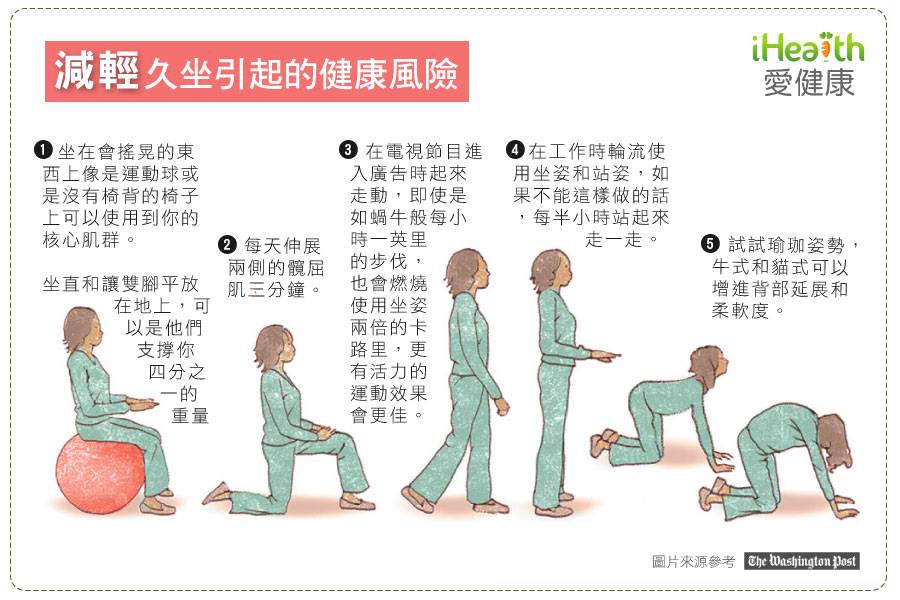 減輕久坐引起的健康風險
iHealth
愛健康
1 坐在會搖晃的東
西上像是運動球或
是沒有椅背的椅子
上可以使用到你的
核心肌群。
坐直和讓雙腳平放
在地上，可
以是他們
支撐你
四分之
一的
重量
2 每天伸展
兩側的髖屈
肌三分鐘。
3 在電視節目進
入廣告時起來
走動，即使是
如蝸牛般每小
時一英里
的步伐，
也會燃燒
使用坐姿
兩倍的卡
路里，更
有活力的
運動效果
會更佳。
4 在工作時輪流使
用坐姿和站姿，如
果不能這樣做的話
，每半小時站起來
走一走。
5 試試瑜珈姿勢，
牛式和貓式可以
增進背部延展和
柔軟度。
圖片來源參考 The Washington Post